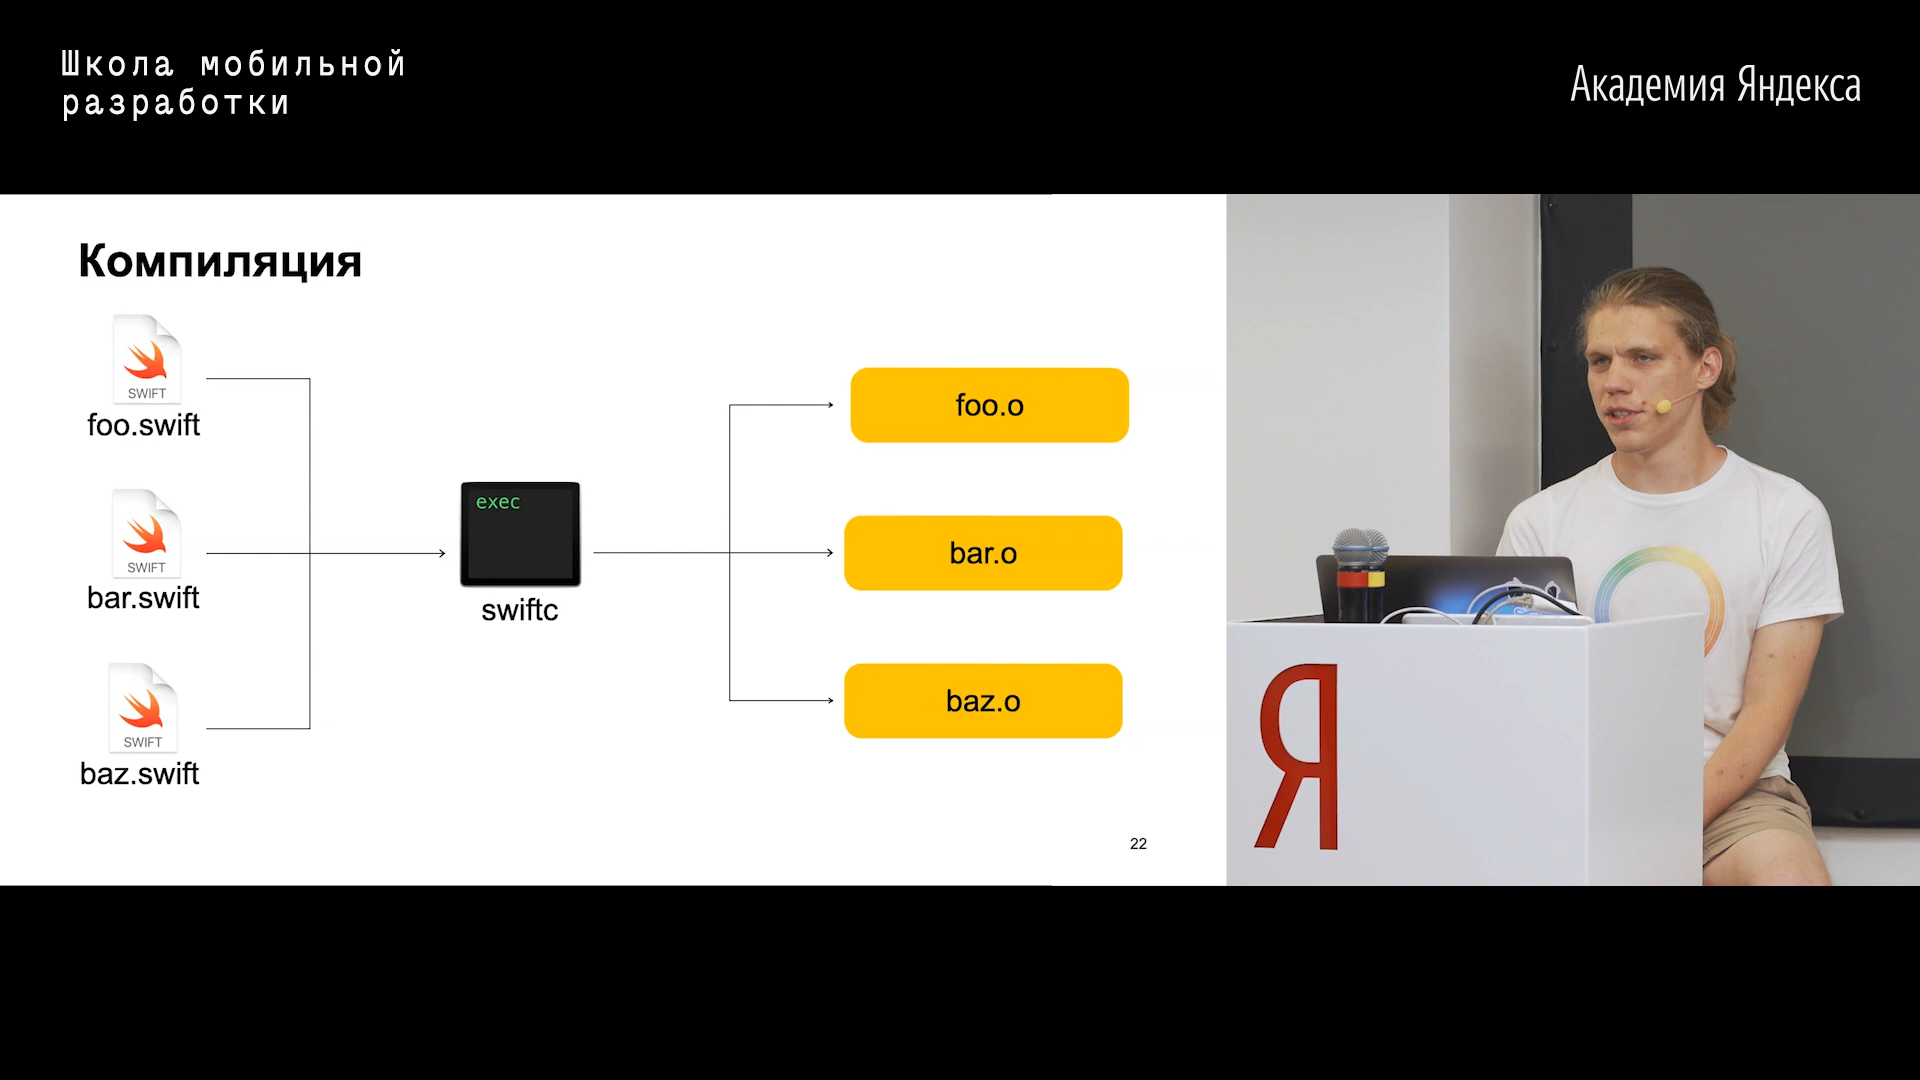 Школа мобильной
разработки
Академия Яндекса
Компиляция
SWIFT
foo.swift
SWIFT
bar.swift
SWIFT
baz.swift
exec
swiftc
foo.o
bar.o
baz.o
22
Я